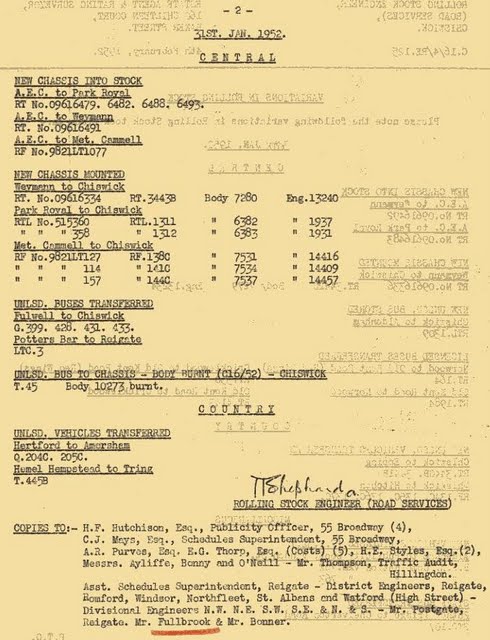 - 2 -
31ST. JAN. 1952.
CENTRAL
NEW CHASSIS INTO STOCK
A.E.C. to Park Royal
RT No.09616479. 6482. 6488. 6493.
A.E.C. to Weymann
RT. No.09616491
A.E.C. to Met. Cammell
RF No.9821LT1077
NEW CHASSIS MOUNTED
Weymann to Chiswick
RT. No.09616334 RT.3443B Body 7280 Eng.13240
Park Royal to Chiswick
RTL No.515360 RTL.1311 " 6382 " 1937
" " 358 " 1312 " 6383 " 1931
Met. Cammell to Chiswick
RF No.9821LT127 RF.138C " 7531 " 14416
" " 114 " 141C " 7534 " 14409
" " 157 " 144C " 7537 " 14457
UNLSD. BUSES TRANSFERRED
Fulwell to Chiswick
G.399. 428. 431. 433.
Potters Bar to Reigate
LTC.3
UNLSD. BUS TO CHASSIS - BODY BURNT (C16/52) - CHISWICK
T.45 Body 10273 burnt.
COUNTRY
UNLSD. VEHICLES TRANSFERRED
Hertford to Amersham
Q.204C. 205C.
Hemel Hempstead to Tring
T.445B
ROLLING STOCK ENGINEER (ROAD SERVICES)
COPIES TO:- H.F. Hutchison, Esq., Publicity Officer, 55 Broadway (4),
C.J. Mays, Esq., Schedules Superintendent, 55 Broadway,
A.R. Purves, Esq. E.G. Thorp, Esq. (Costs) (5), H.E. Styles, Esq.(2),
Messrs. Ayliffe, Bonny and O'Neill - Mr. Thompson, Traffic Audit,
Hillingdon.
Asst. Schedules Superintendent, Reigate - District Engineers, Reigate,
Romford, Windsor, Northfleet, St. Albans and Watford (High Street) -
Divisional Engineers N.W. N.E. S.W. S.E. & N. & S. - Mr. Postgate,
Reigate. Mr. Fullbrook & Mr. Bonner.